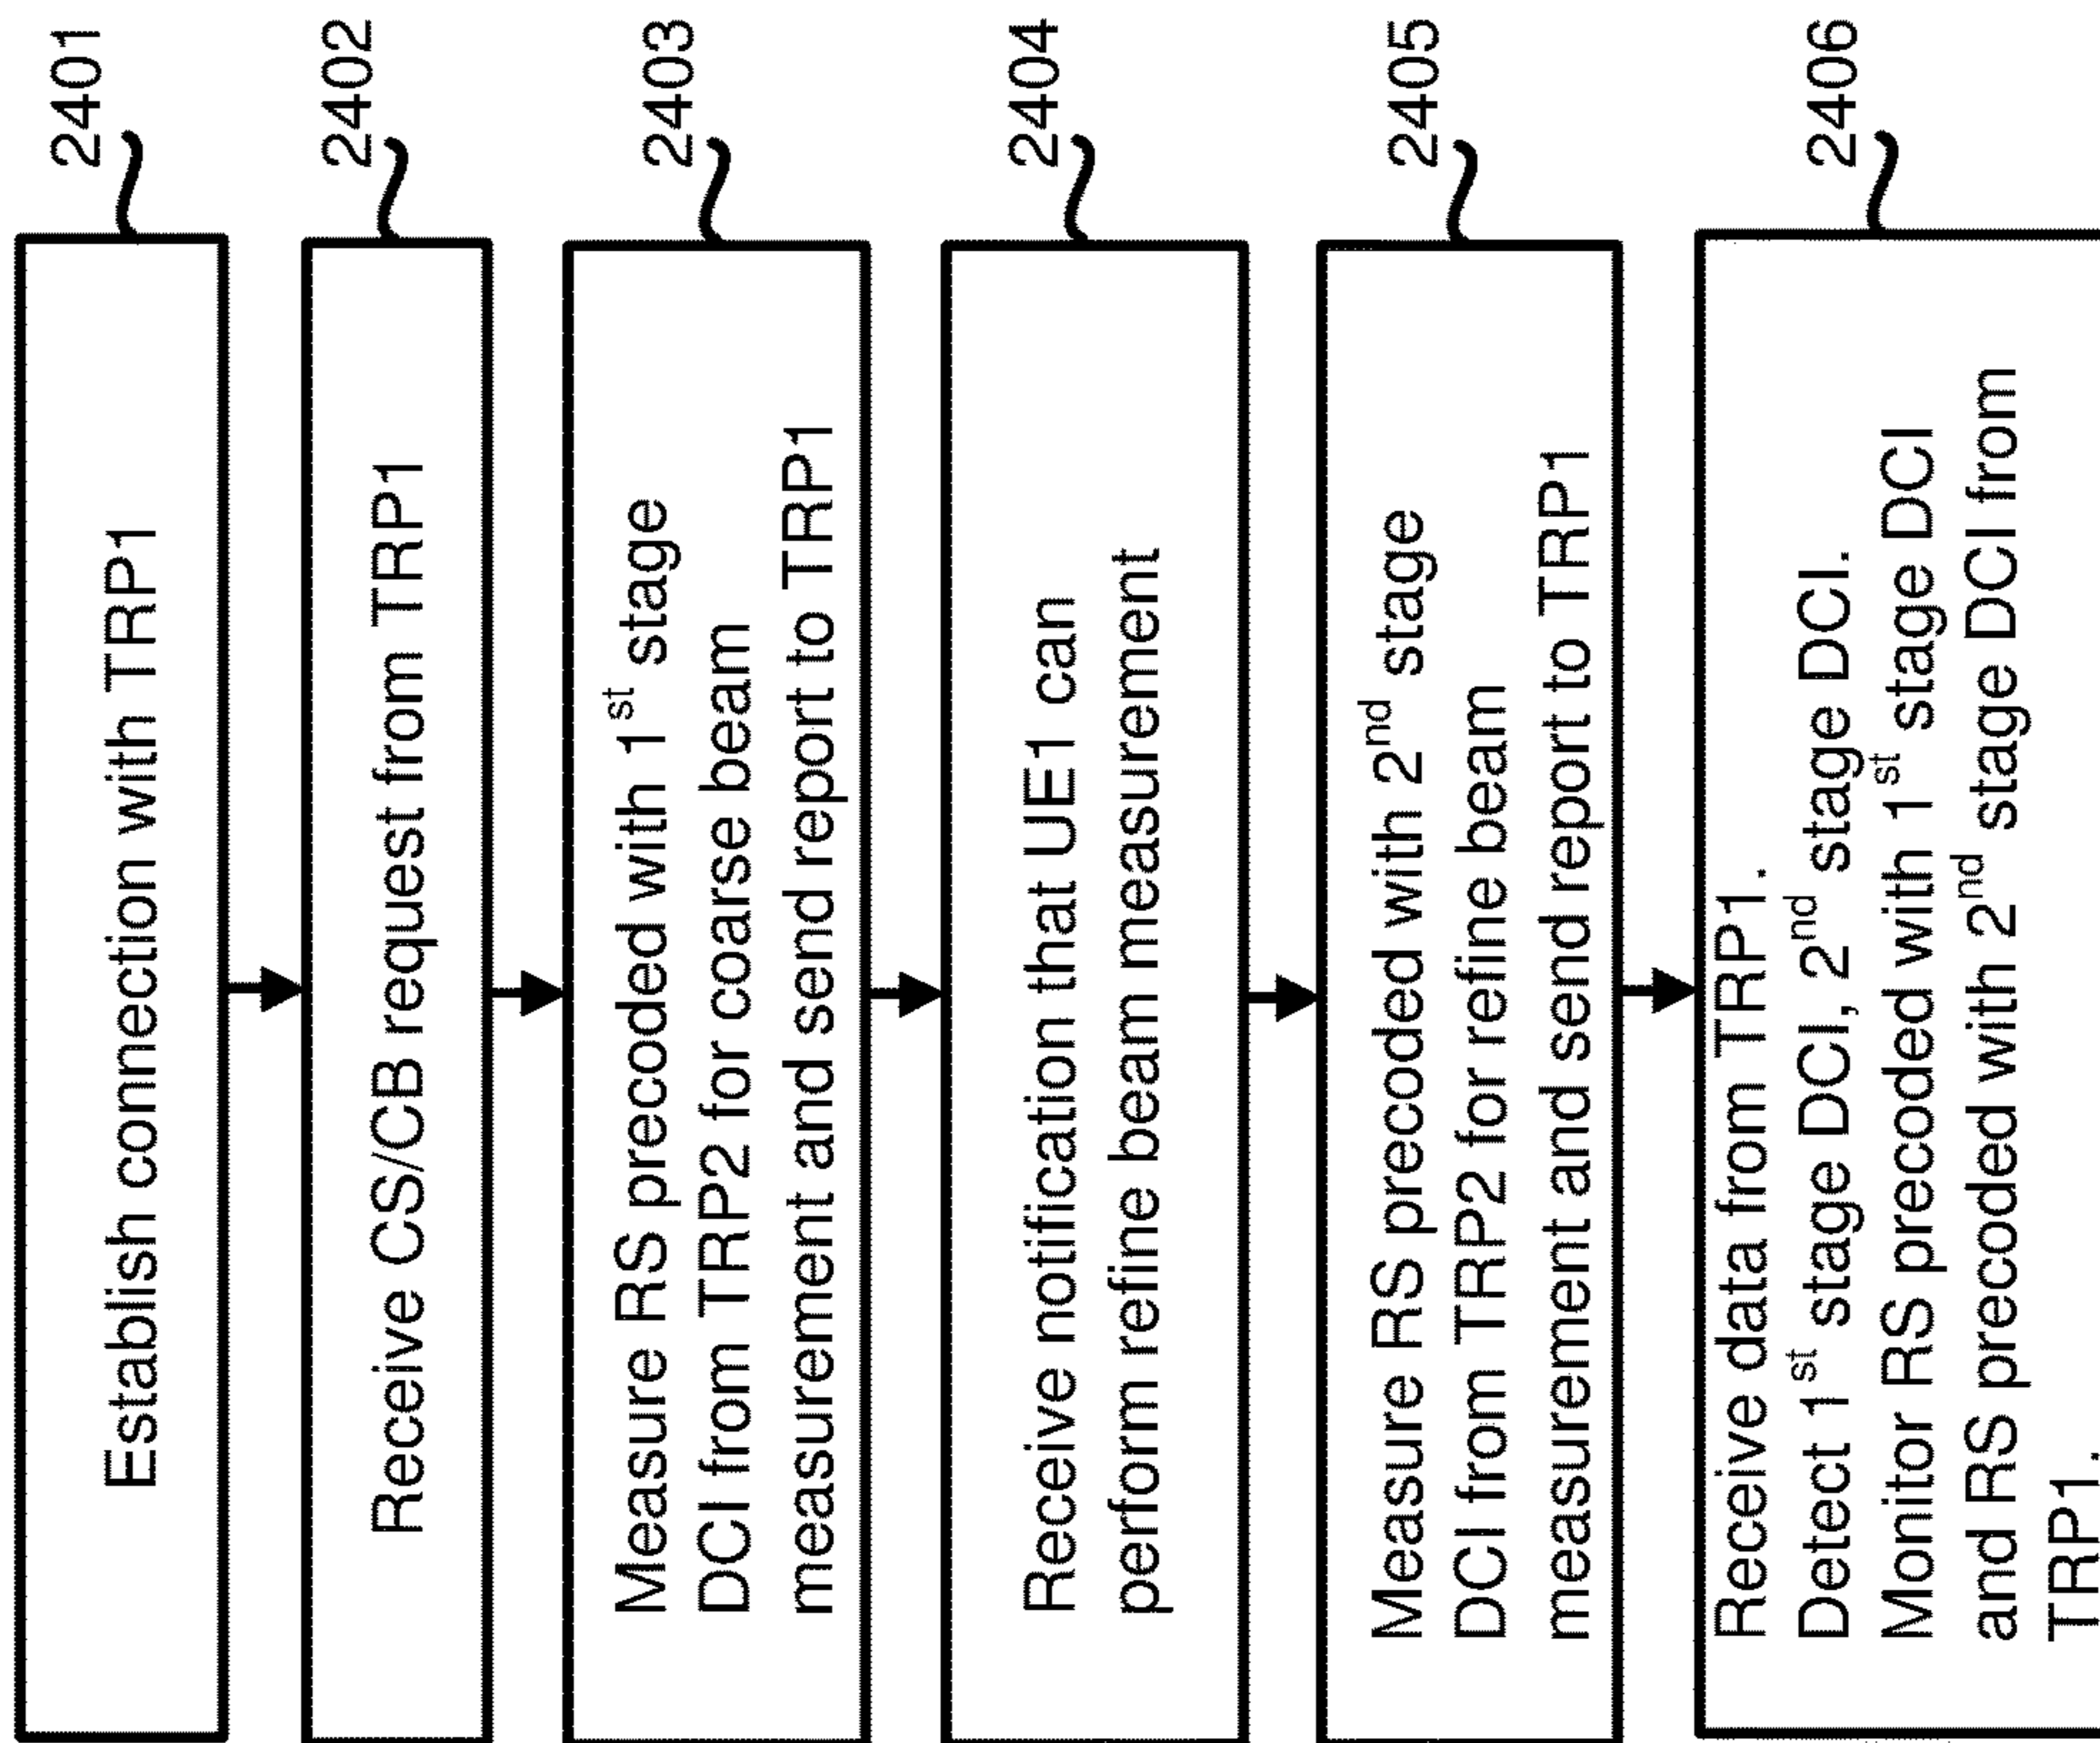 2401
Establish connection with TRP1
2402
Receive CS/CB request from TRP1
2403
Measure RS precoded with 1st stage
DCI from TRP2 for coarse beam
measurement and send report to TRP1
2404
Receive notification that UE1 can
perform refine beam measurement
2405
Measure RS precoded with 2nd stage
DCI from TRP2 for refine beam
measurement and send report to TRP1
2406
Receive data from TRP1.
Detect 1st stage DCI, 2nd stage DCI.
Monitor RS precoded with 1st stage DCI
and RS precoded with 2nd stage DCI from
TRP1.